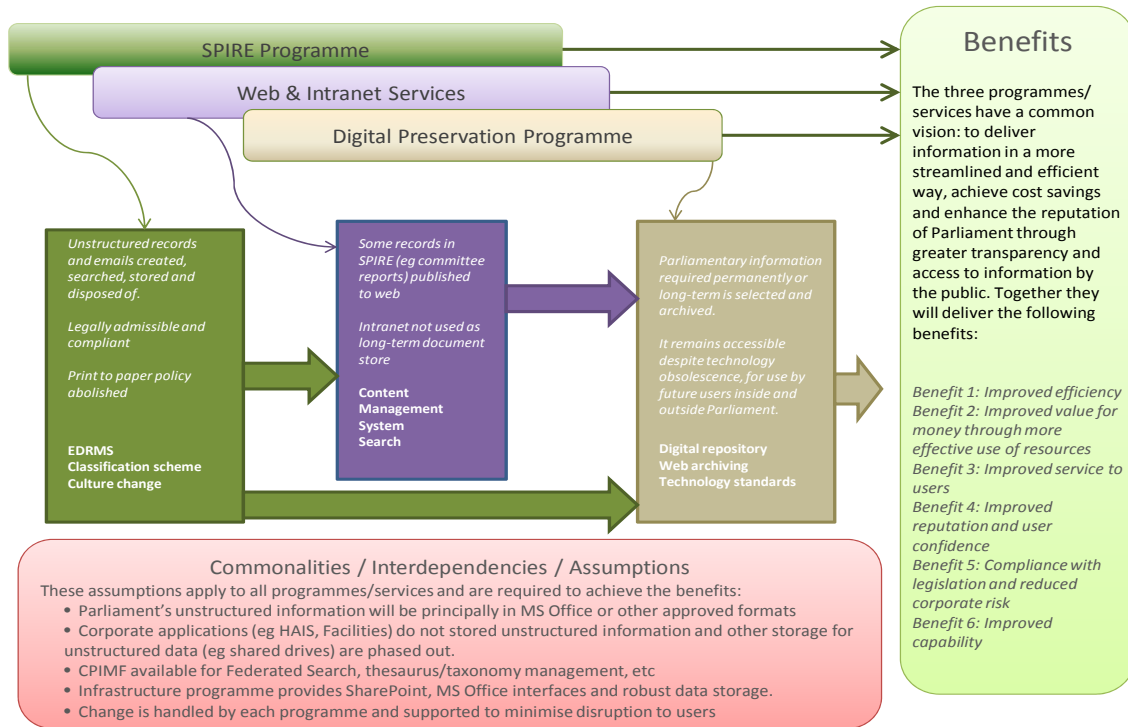 SPIRE Programme
Web & Intranet Services
Digital Preservation Programme
Unstructured records
and emails created,
searched, stored and
disposed of.
Legally admissible and
compliant
Print to paper policy
abolished
EDRMS
Classification scheme
Culture change
Some records in
SPIRE (eg committee
reports) published
to web
Intranet not used as
long-term document
store
Content
Management
System
Search
Parliamentary information
required permanently or
long-term is selected and
archived.
It remains accessible
despite technology
obsolescence, for use by
future users inside and
outside Parliament.
Digital repository
Web archiving
Technology standards
Benefits
The three programmes/
services have a common
vision: to deliver
information in a more
streamlined and efficient
way, achieve cost savings
and enhance the reputation
of Parliament through
greater transparency and
access to information by
the public. Together they
will deliver the following
benefits:
Benefit 1: Improved efficiency
Benefit 2: Improved value for
money through more
effective use of resources
Benefit 3: Improved service to
users
Benefit 4: Improved
reputation and user
confidence
Benefit 5: Compliance with
legislation and reduced
corporate risk
Benefit 6: Improved
capability
Commonalities / Interdependencies / Assumptions
These assumptions apply to all programmes/services and are required to achieve the benefits:
• Parliament's unstructured information will be principally in MS Office or other approved formats
• Corporate applications (eg HAIS, Facilities) do not stored unstructured information and other storage for
unstructured data (eg shared drives) are phased out.
• CPIMF available for Federated Search, thesaurus/taxonomy management, etc
• Infrastructure programme provides SharePoint, MS Office interfaces and robust data storage.
• Change is handled by each programme and supported to minimise disruption to users